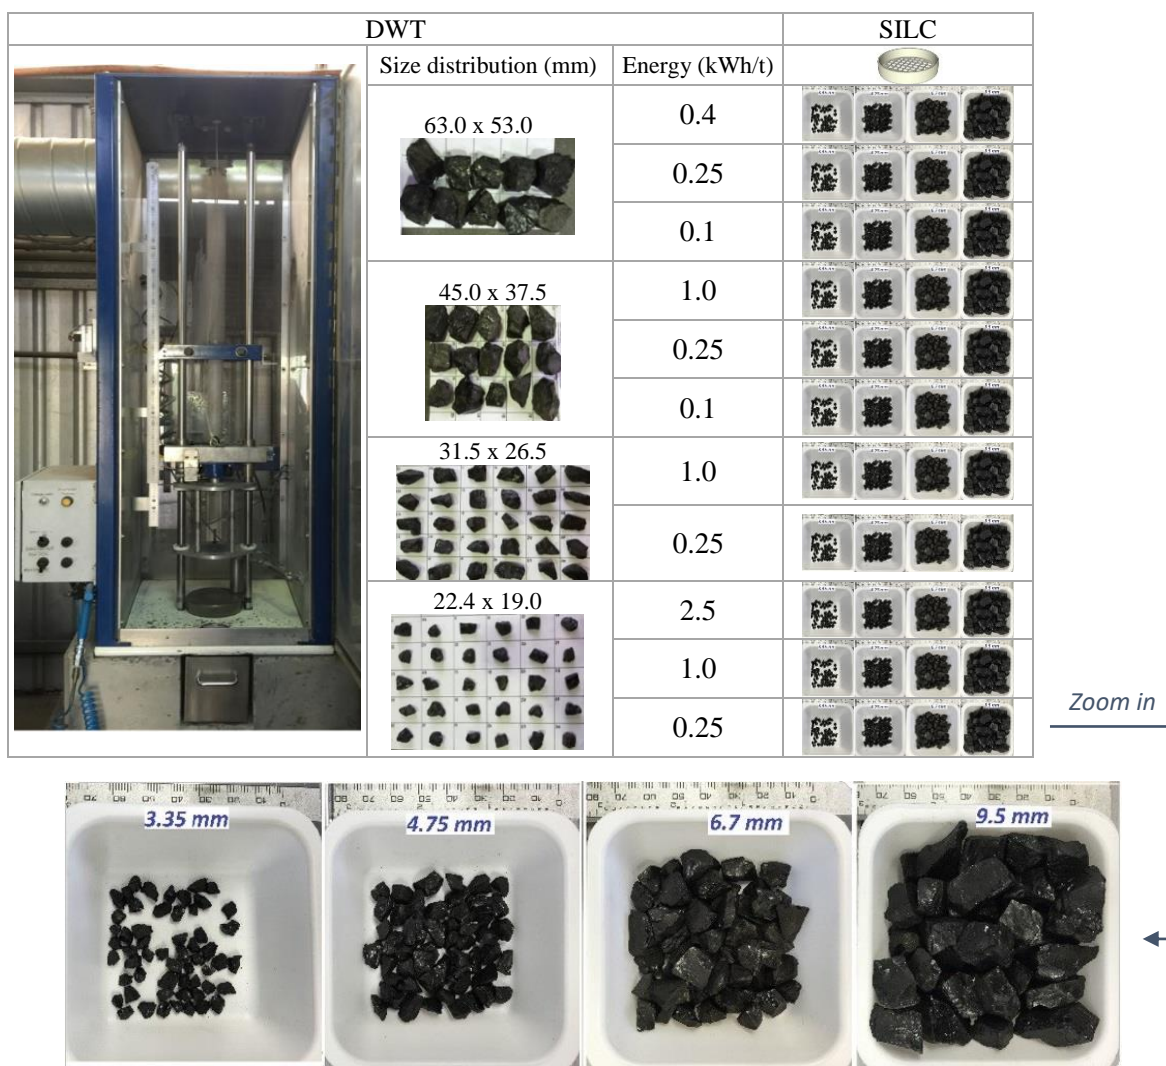 DWT SILC
Size distribution (mm) Energy (kWh/t)
63.0 x 53.0
0.4
0.25
0.1
45.0 x 37.5
1.0
0.25
0.1
31.5 x 26.5
1.0
0.25
22.4 x 19.0
2.5
1.0
0.25
Zoom in
3.35 mm 4.75 mm 6.7 mm 9.5 mm